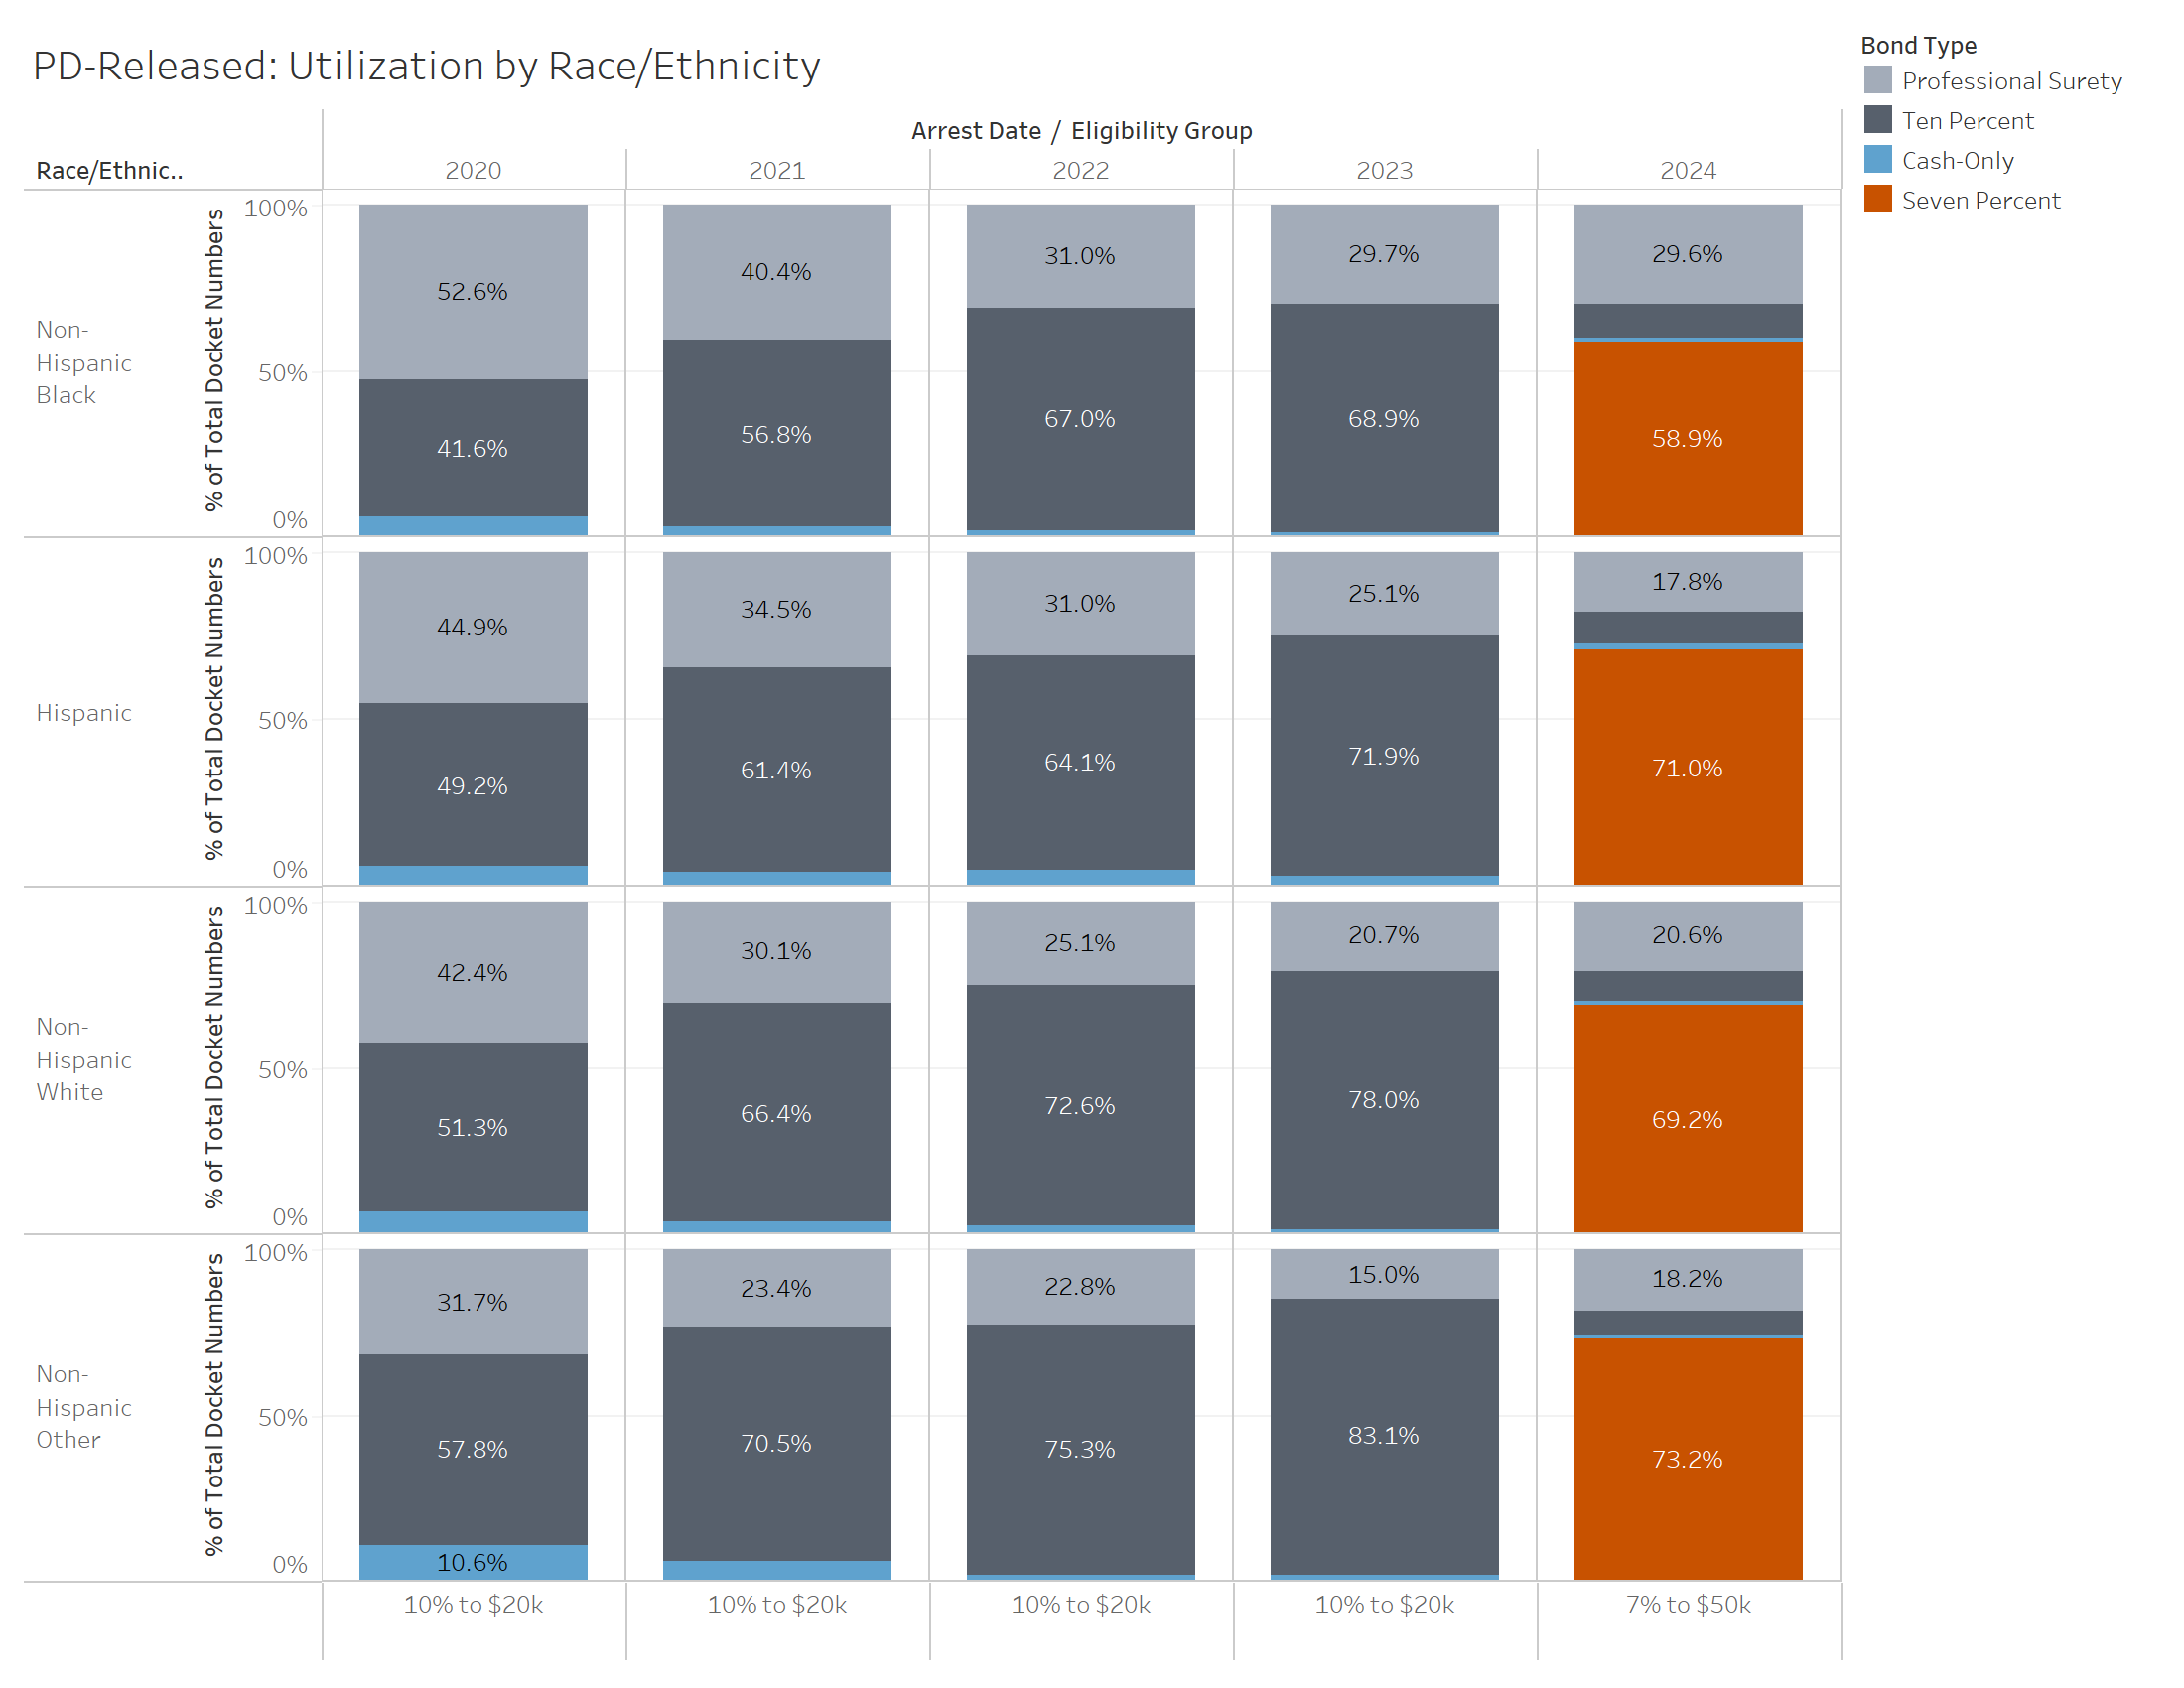 PD-Released: Utilization by Race/Ethnicity
Bond Type
Professional Surety
Ten Percent
Cash-Only
Seven Percent
Arrest Date / Eligibility Group
Race/Ethnic..
2020
2021
2022
2023
2024
Non-
Hispanic
Black
% of Total Docket Numbers
100%
50%
0%
52.6%
41.6%
40.4%
56.8%
31.0%
67.0%
29.7%
68.9%
29.6%
58.9%
Hispanic
% of Total Docket Numbers
100%
50%
0%
44.9%
49.2%
34.5%
61.4%
31.0%
64.1%
25.1%
71.9%
17.8%
71.0%
Non-
Hispanic
White
% of Total Docket Numbers
100%
50%
0%
42.4%
51.3%
30.1%
66.4%
25.1%
72.6%
20.7%
78.0%
20.6%
69.2%
Non-
Hispanic
Other
% of Total Docket Numbers
100%
50%
0%
31.7%
57.8%
10.6%
23.4%
70.5%
22.8%
75.3%
15.0%
83.1%
18.2%
73.2%
10% to $20k
10% to $20k
10% to $20k
10% to $20k
7% to $50k